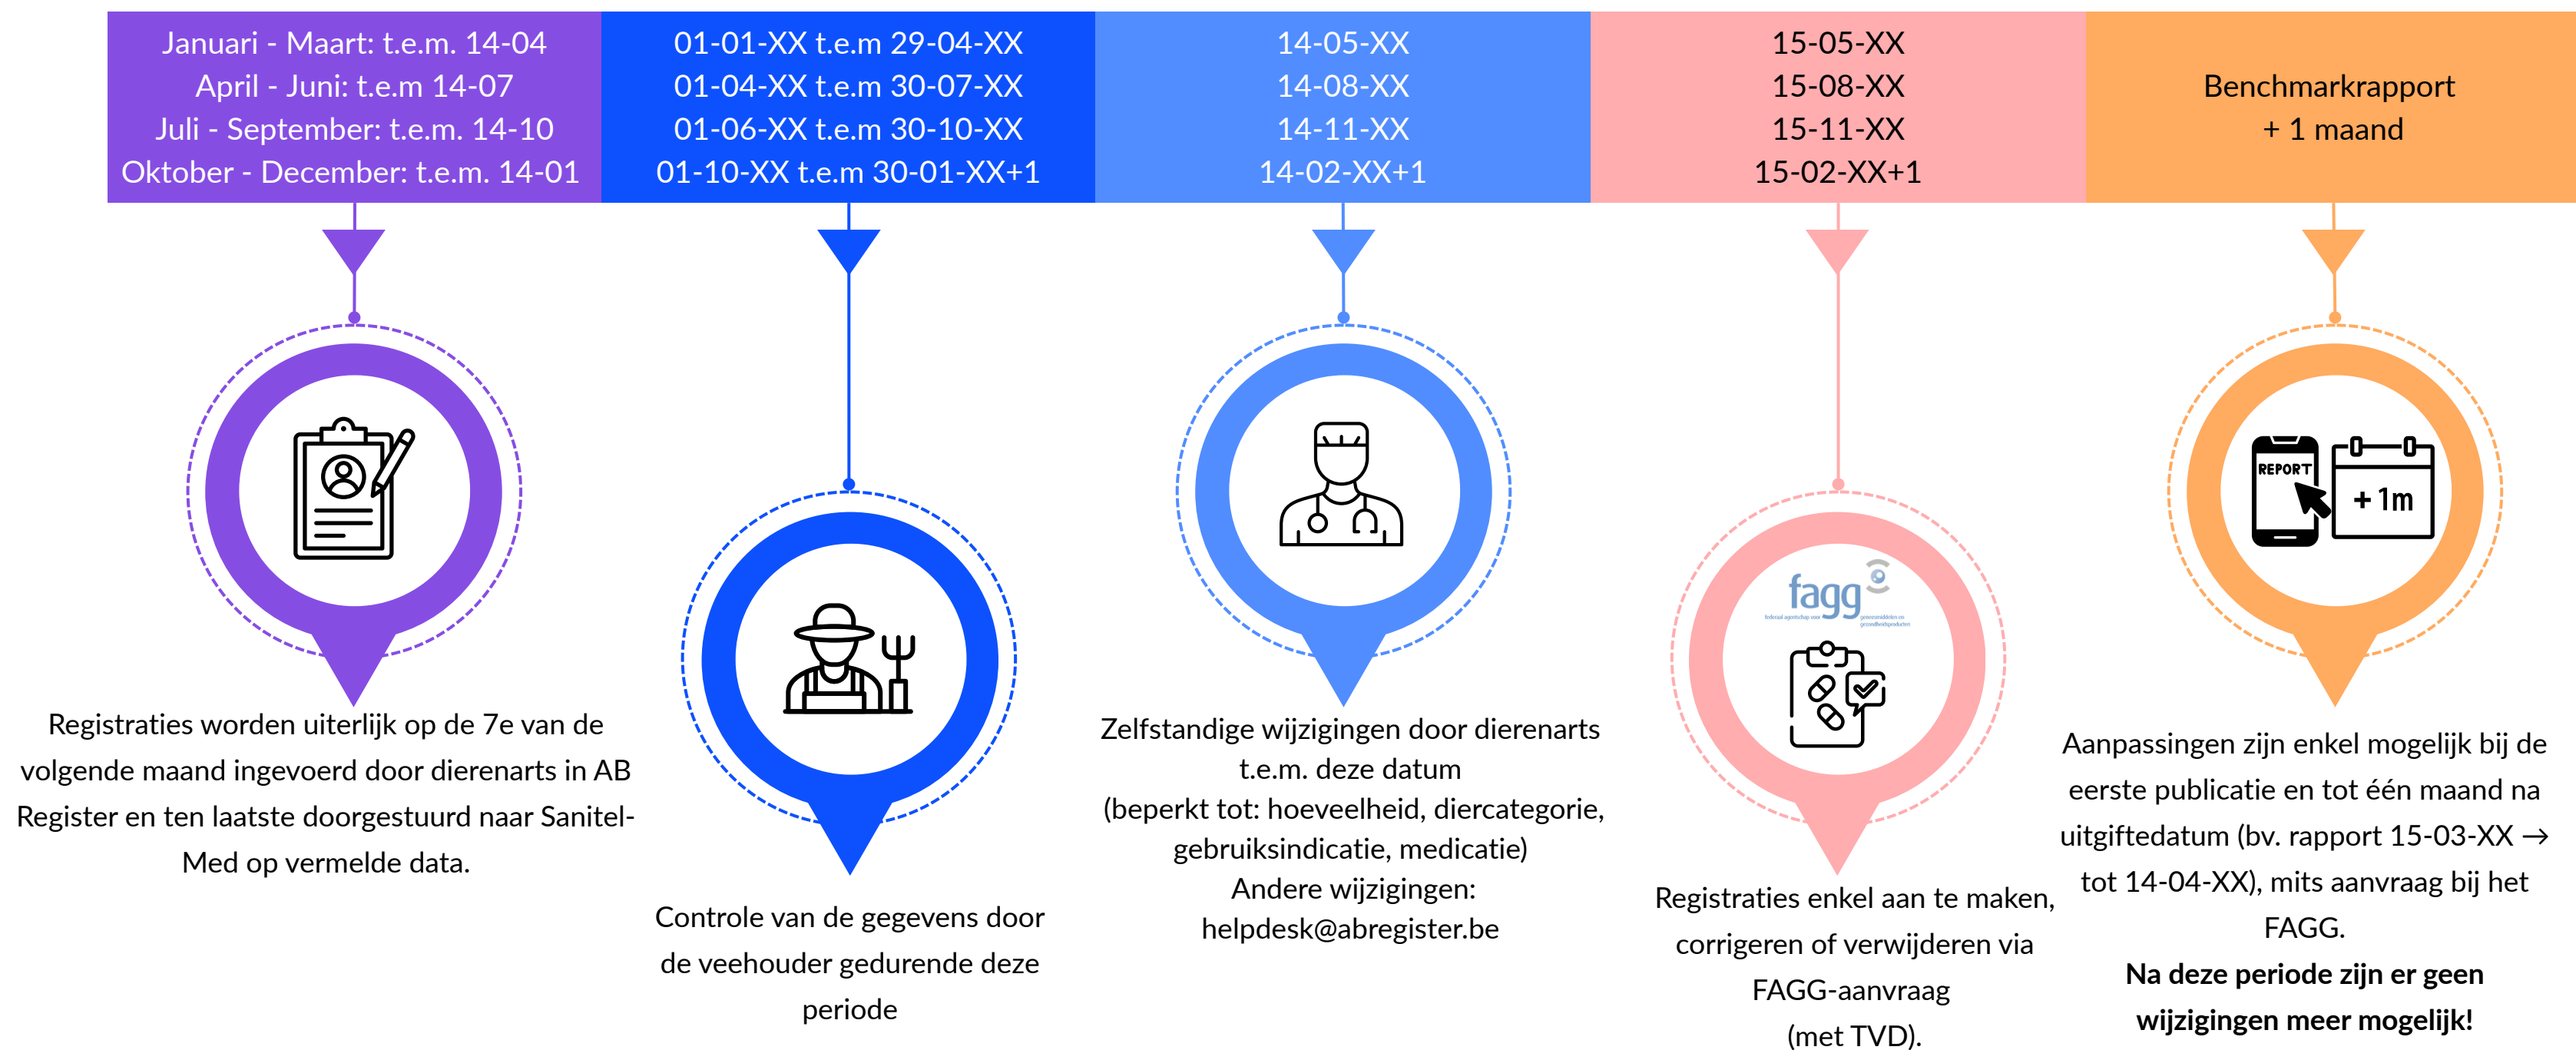 Januari - Maart: t.e.m. 14-04
April - Juni: t.e.m 14-07
Juli - September: t.e.m. 14-10
Oktober - December: t.e.m. 14-01
01-01-XX t.e.m 29-04-XX
01-04-XX t.e.m 30-07-XX
01-06-XX t.e.m 30-10-XX
01-10-XX t.e.m 30-01-XX+1
14-05-XX
14-08-XX
14-11-XX
14-02-XX+1
15-05-XX
15-08-XX
15-11-XX
15-02-XX+1
Benchmarkrapport
+ 1 maand
Registraties worden uiterlijk op de 7e van de
volgende maand ingevoerd door dierenarts in AB
Register en ten laatste doorgestuurd naar Sanitel-
Med op vermelde data.
Controle van de gegevens door
de veehouder gedurende deze
periode
Zelfstandige wijzigingen door dierenarts
t.e.m. deze datum
(beperkt tot: hoeveelheid, diercategorie,
gebruiksindicatie, medicatie)
Andere wijzigingen:
helpdesk@abregister.be
fagg
federaal agentschap voor geneesmiddelen en
gezondheidsproducten
Registraties enkel aan te maken,
corrigeren of verwijderen via
FAGG-aanvraag
(met TVD).
REPORT
+ 1m
Aanpassingen zijn enkel mogelijk bij de
eerste publicatie en tot één maand na
uitgiftedatum (bv. rapport 15-03-XX →
tot 14-04-XX), mits aanvraag bij het
FAGG.
Na deze periode zijn er geen
wijzigingen meer mogelijk!